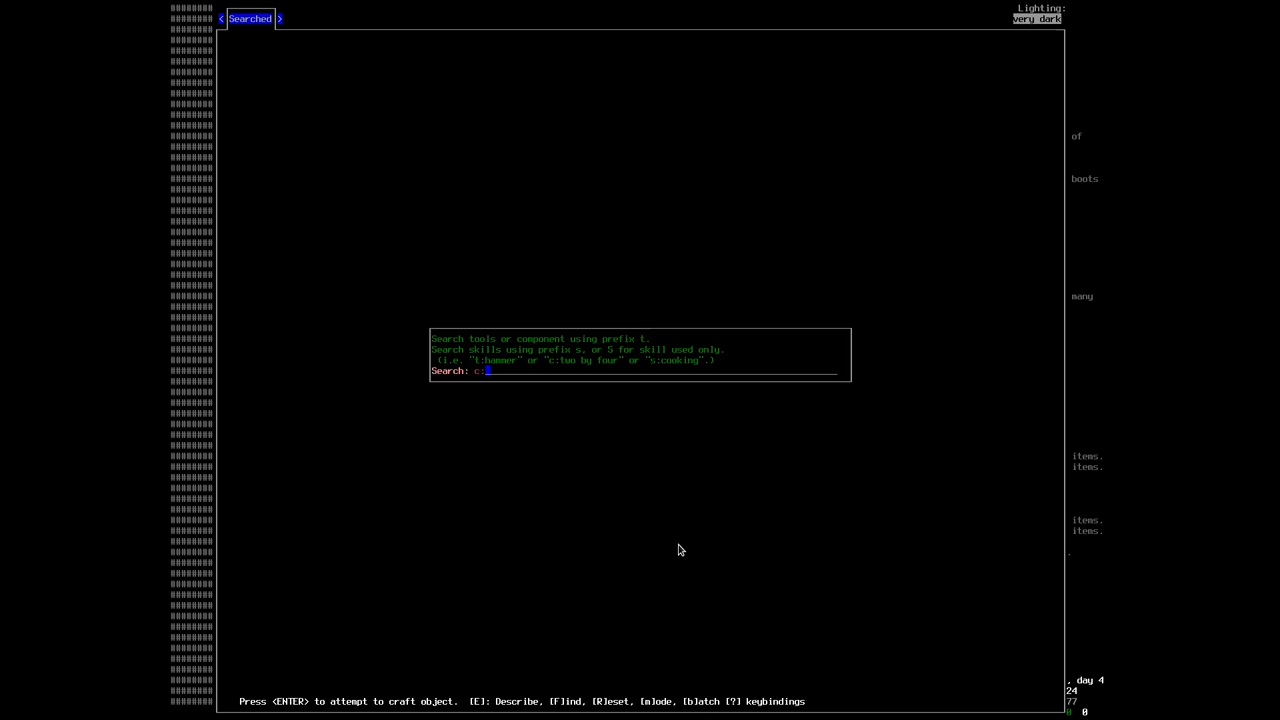 Lighting:
< Searched >
very dark
of
boots
many
Search tools or component using prefix t.
Search skills using prefix s, or S for skill used only.
(i.e. "t:hammer" or "c:two by four" or "s:cooking".)
Search: c:
items.
items.
items.
items.
.
, day 4
24
Press <ENTER> to attempt to craft object. [E]: Describe, [F]ind, [R]eset, [m]ode, [b]atch [?] keybindings
77
0 0